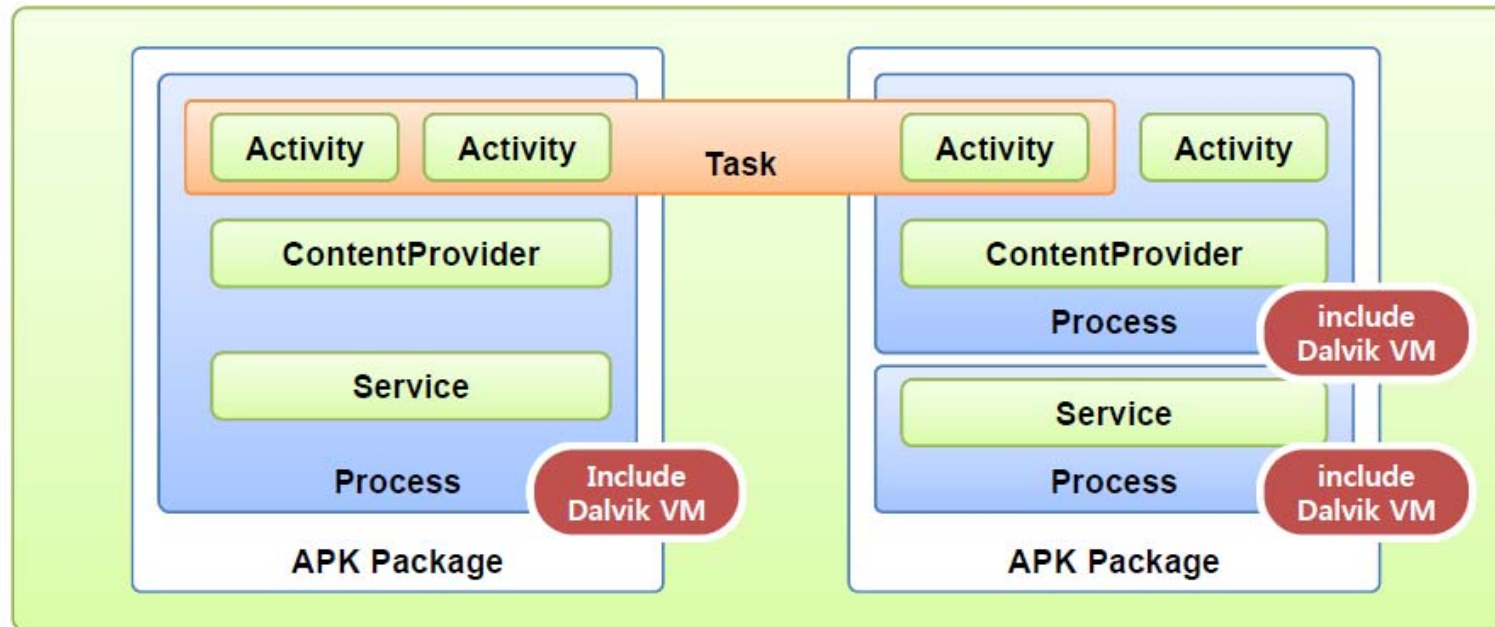 Activity
Activity
Task
Activity
Activity
ContentProvider
ContentProvider
Process
include
Dalvik VM
Service
Service
Process
Include
Dalvik VM
Process
include
Dalvik VM
APK Package
APK Package